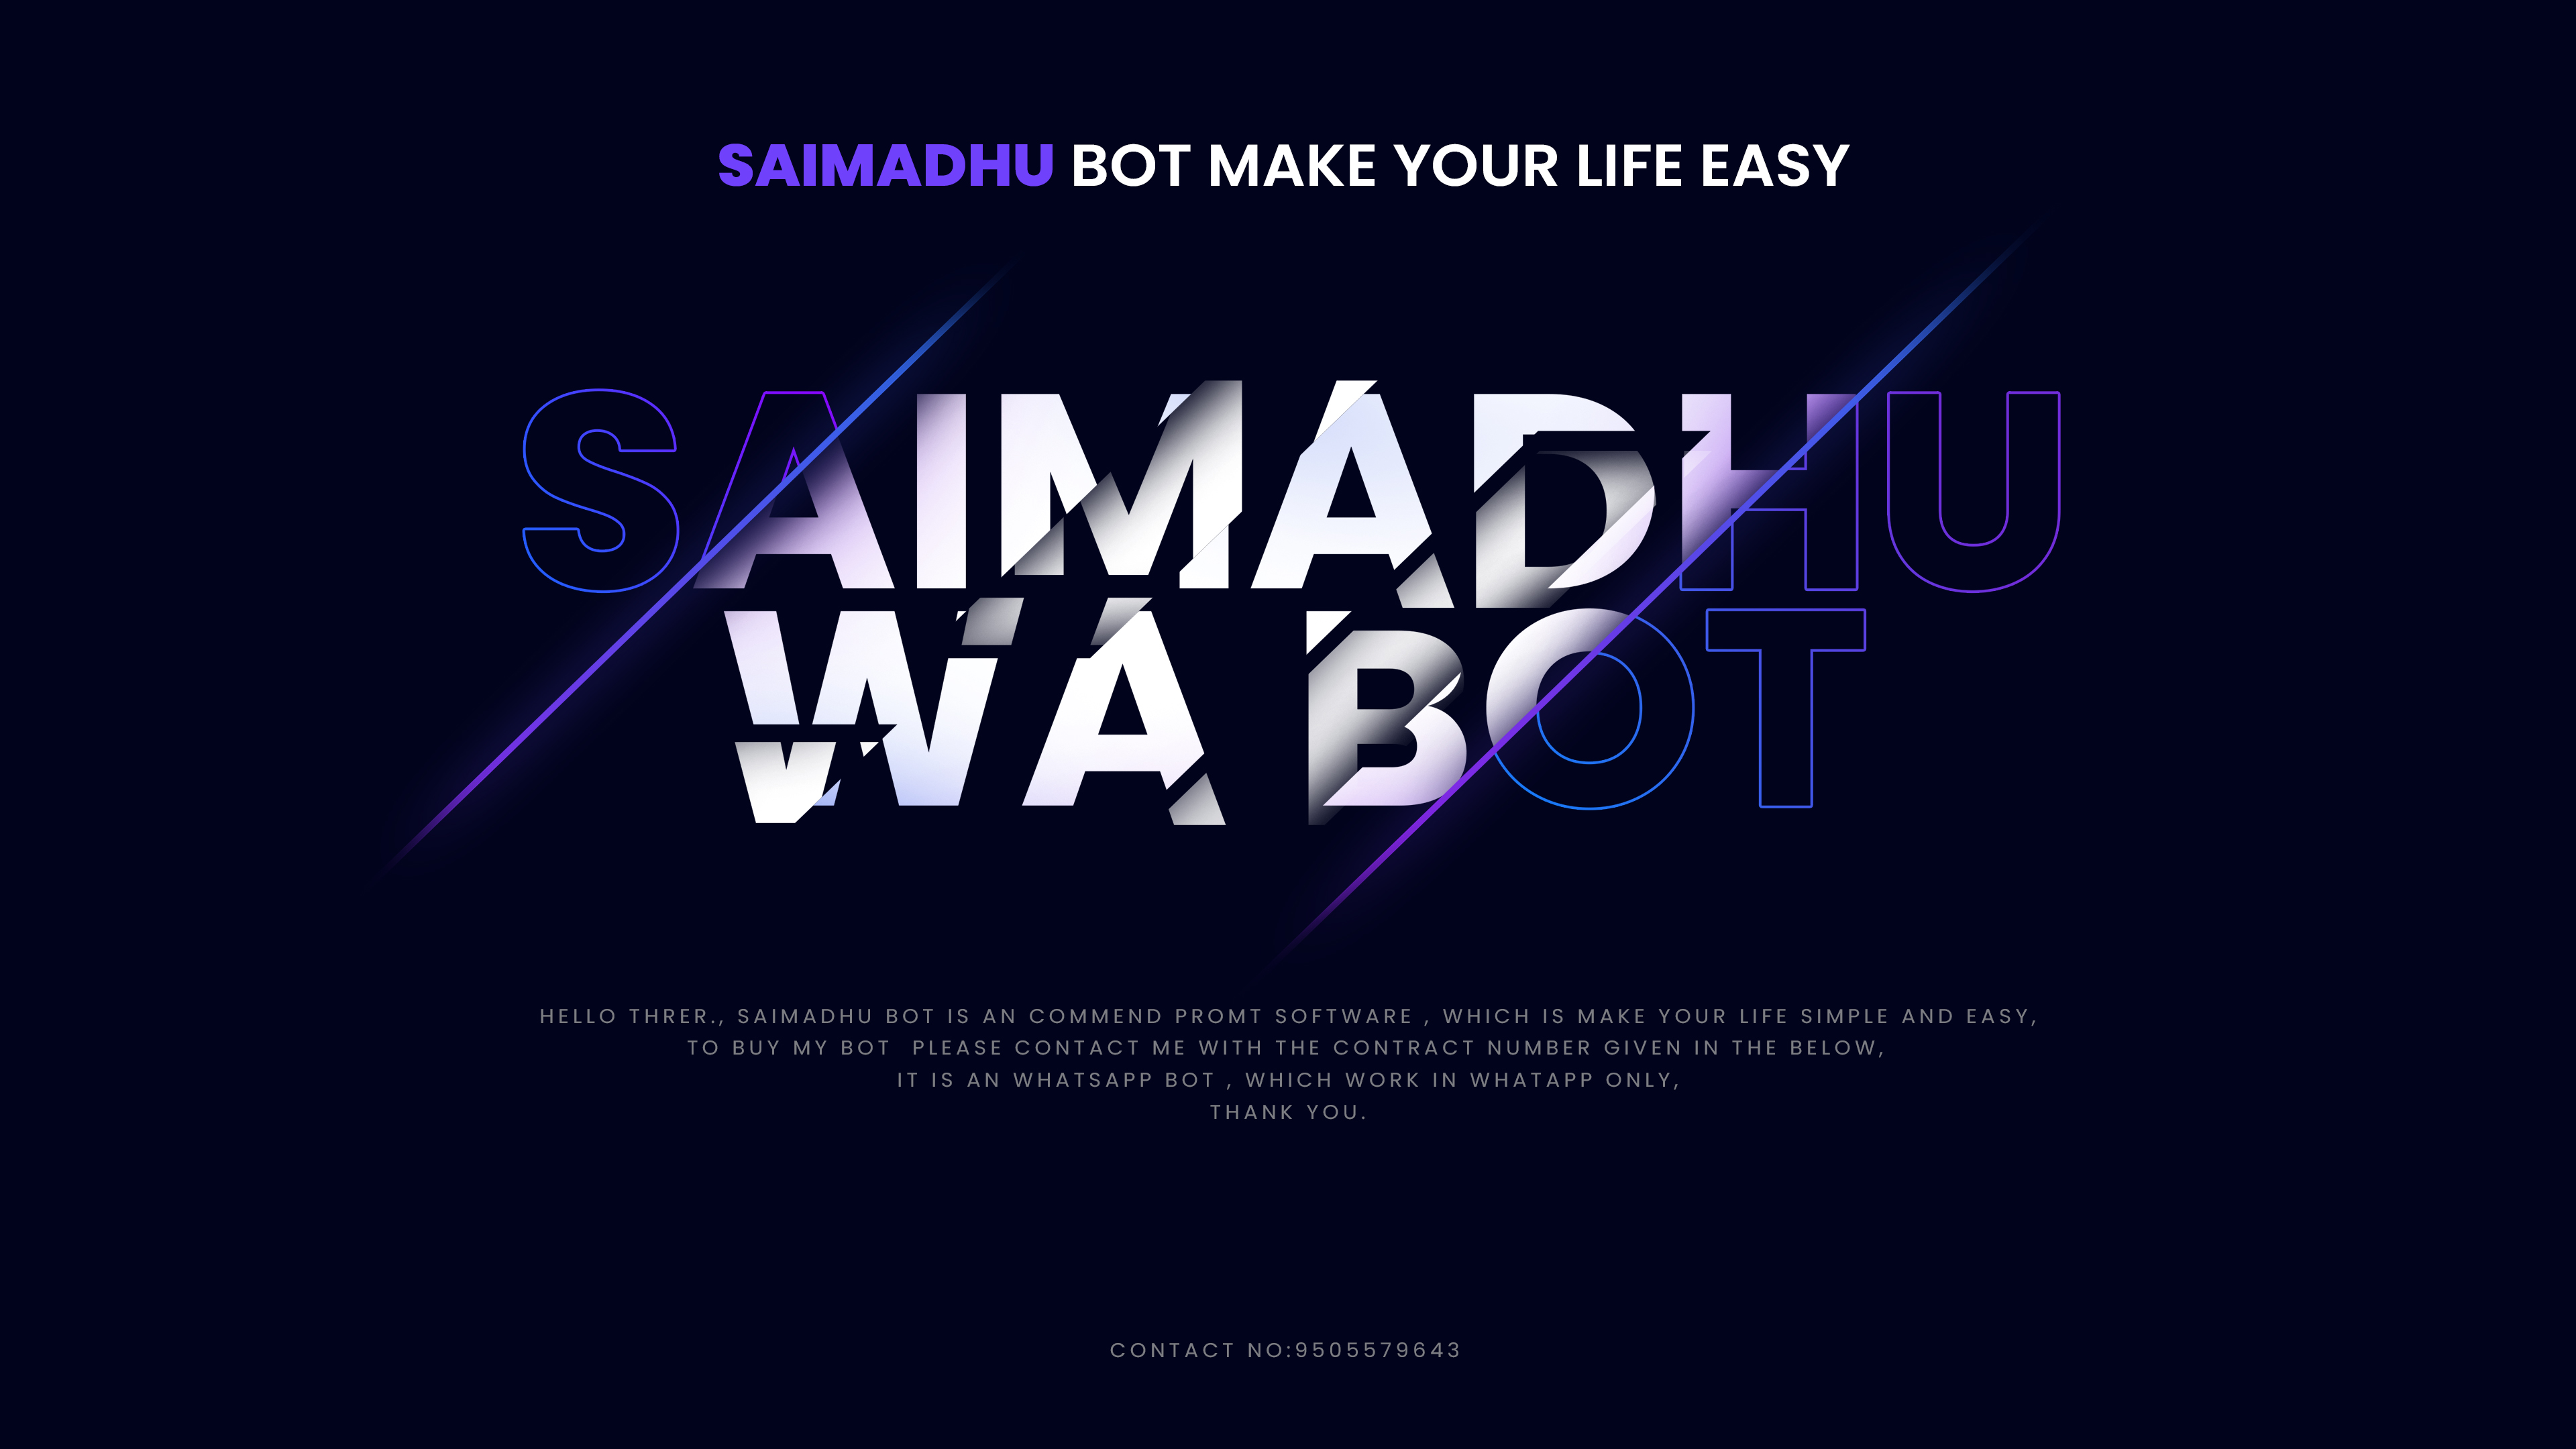 SAIMADHU BOT MAKE YOUR LIFE EASY
SAIMADHU
WA BOT
HELLO THRER., SAIMADHU BOT IS AN COMMEND PROMT SOFTWARE , WHICH IS MAKE YOUR LIFE SIMPLE AND EASY,
TO BUY MY BOT PLEASE CONTACT ME WITH THE CONTRACT NUMBER GIVEN IN THE BELOW,
IT IS AN WHATSAPP BOT , WHICH WORK IN WHATAPP ONLY,
THANK YOU.
CONTACT NO:9505579643